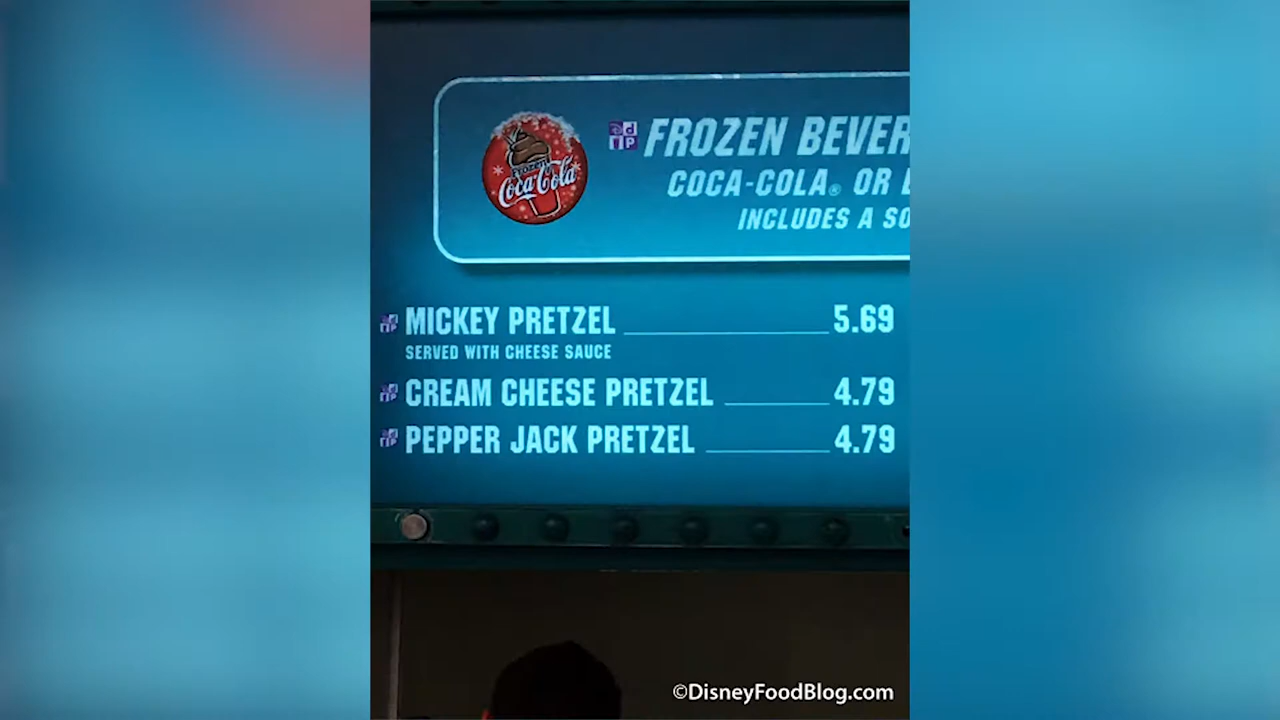 Frozen
Coca-Cola
FROZEN BEVER
COCA-COLA® OR
INCLUDES A SO
MICKEY PRETZEL 5.69
SERVED WITH CHEESE SAUCE
CREAM CHEESE PRETZEL 4.79
PEPPER JACK PRETZEL 4.79
©DisneyFoodBlog.com